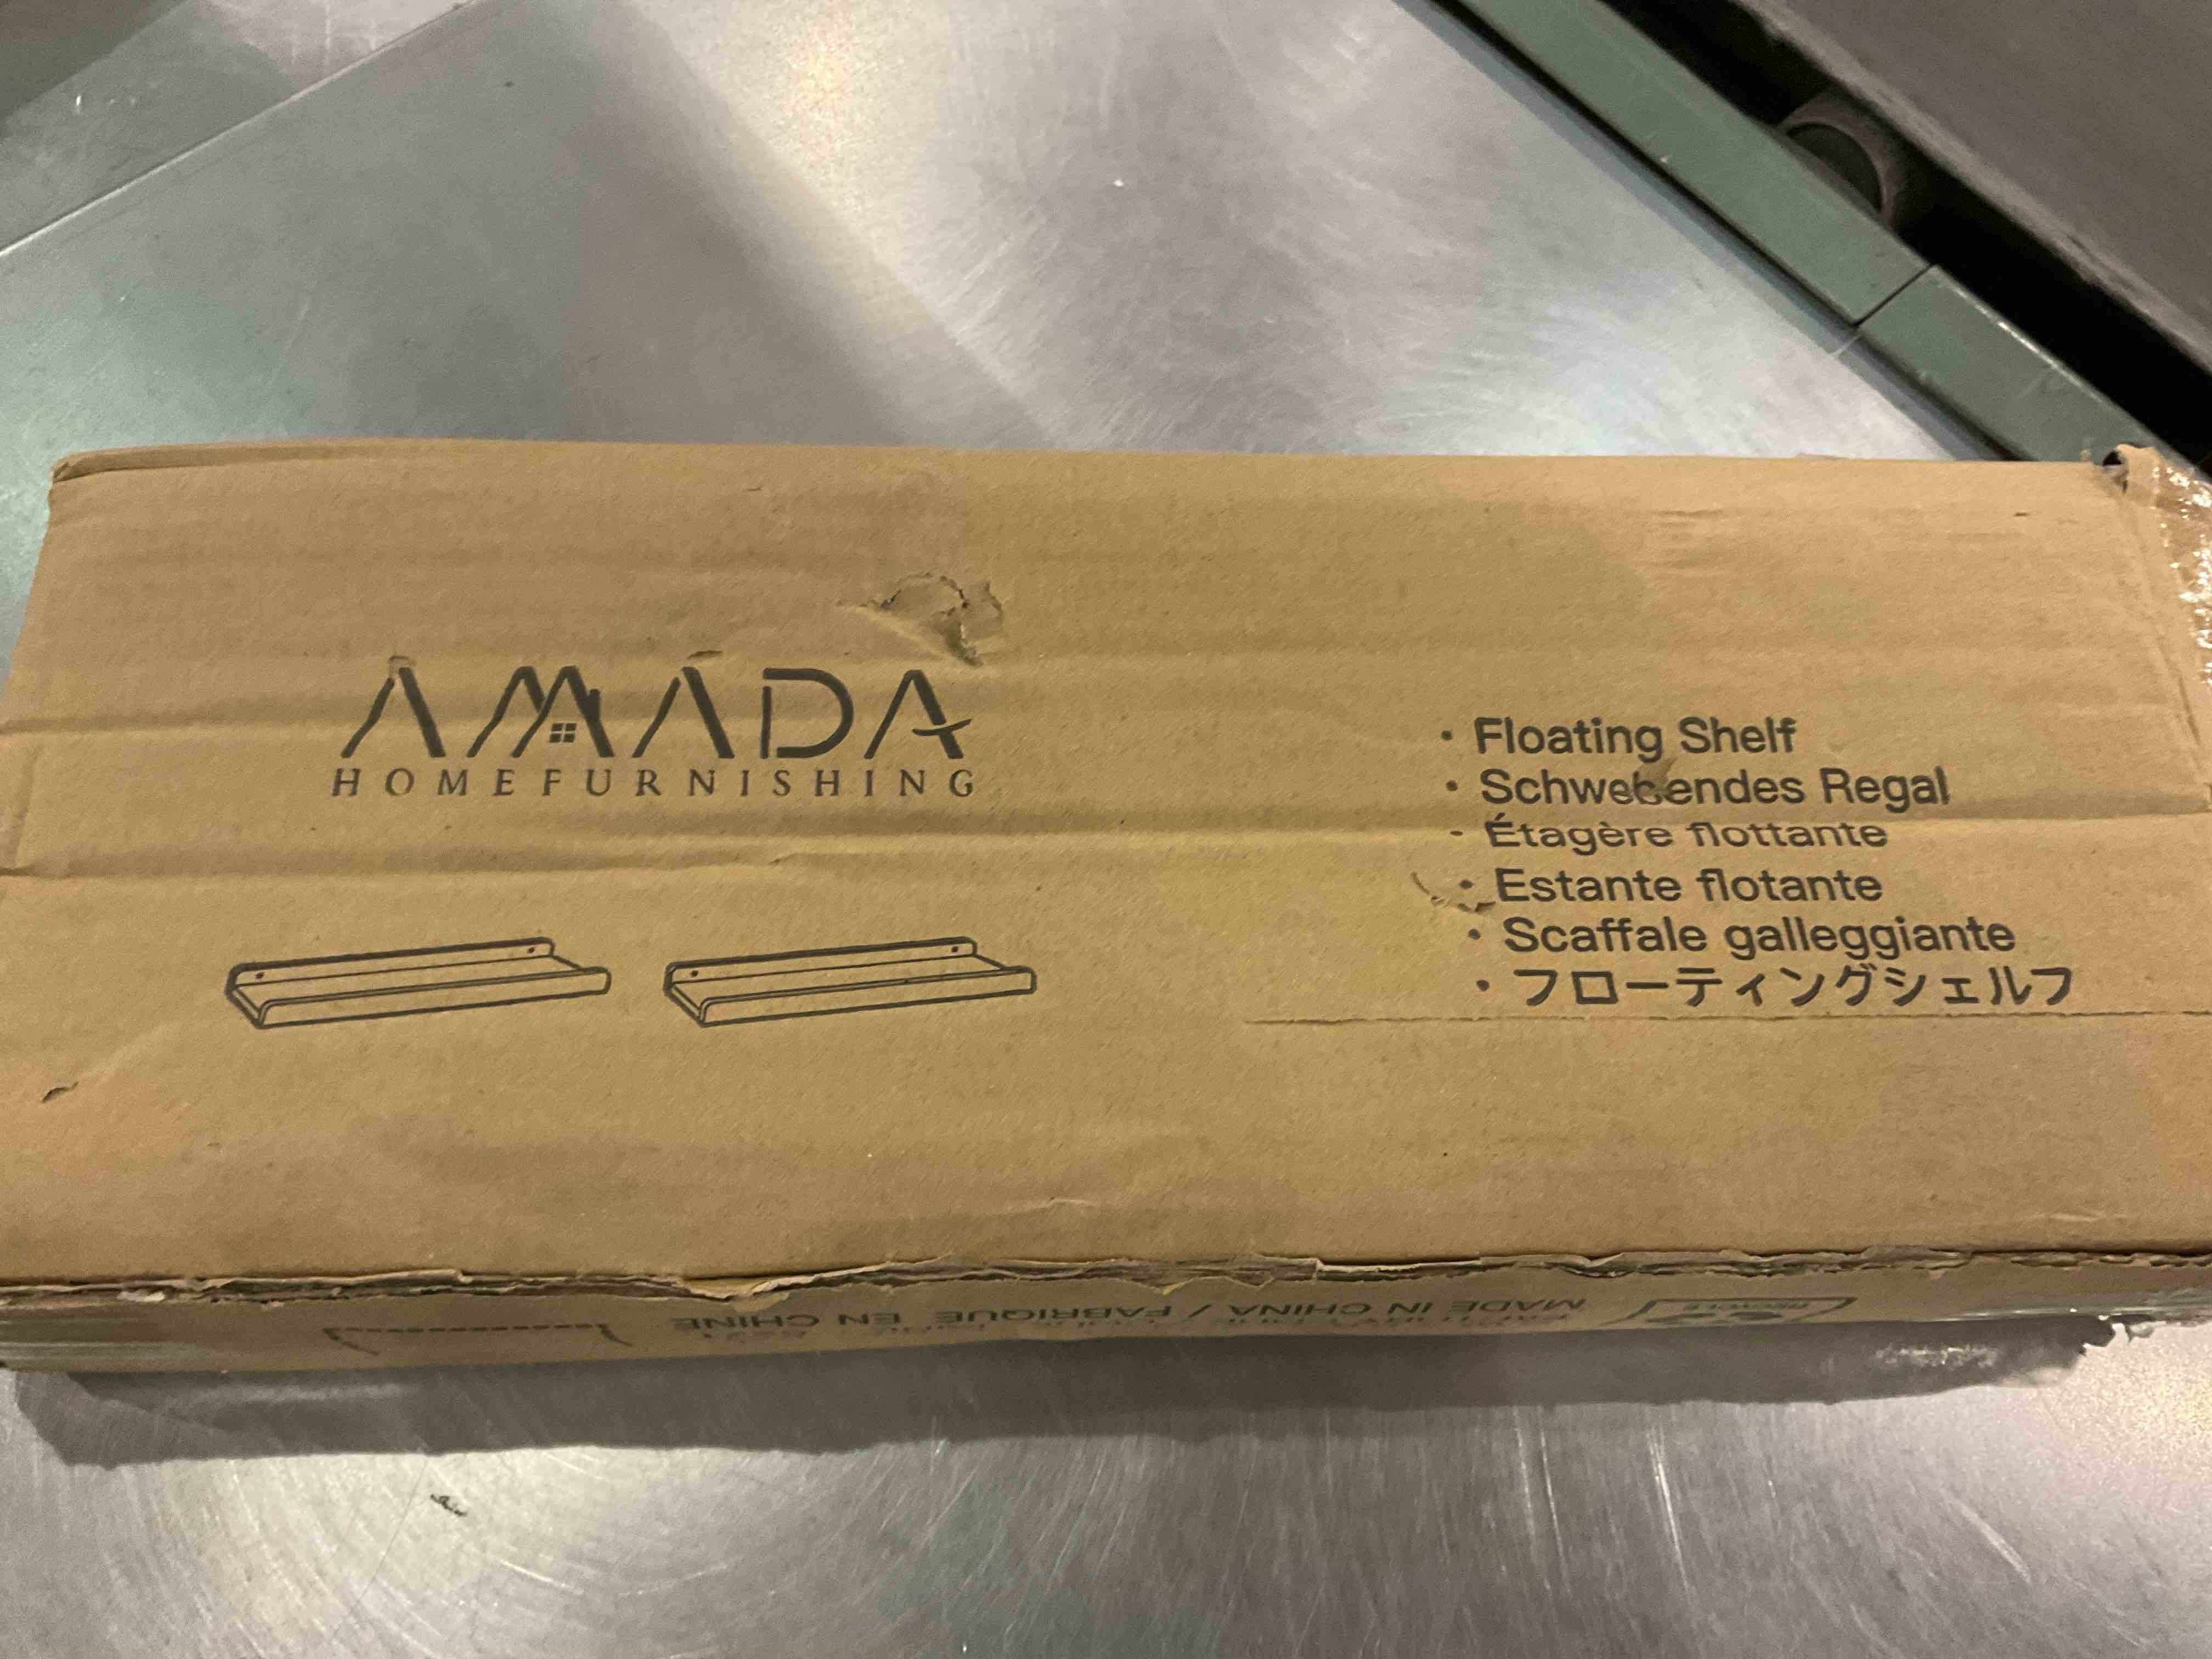 AMADA
HOMEFURNISHING
· Floating Shelf
· Schwebendes Regal
· Étagère flottante
· Estante flotante
· Scaffale galleggiante
· フローティングシェルフ
MADE IN CHINA / FABRIQUE EN CHINE
RECYCLE